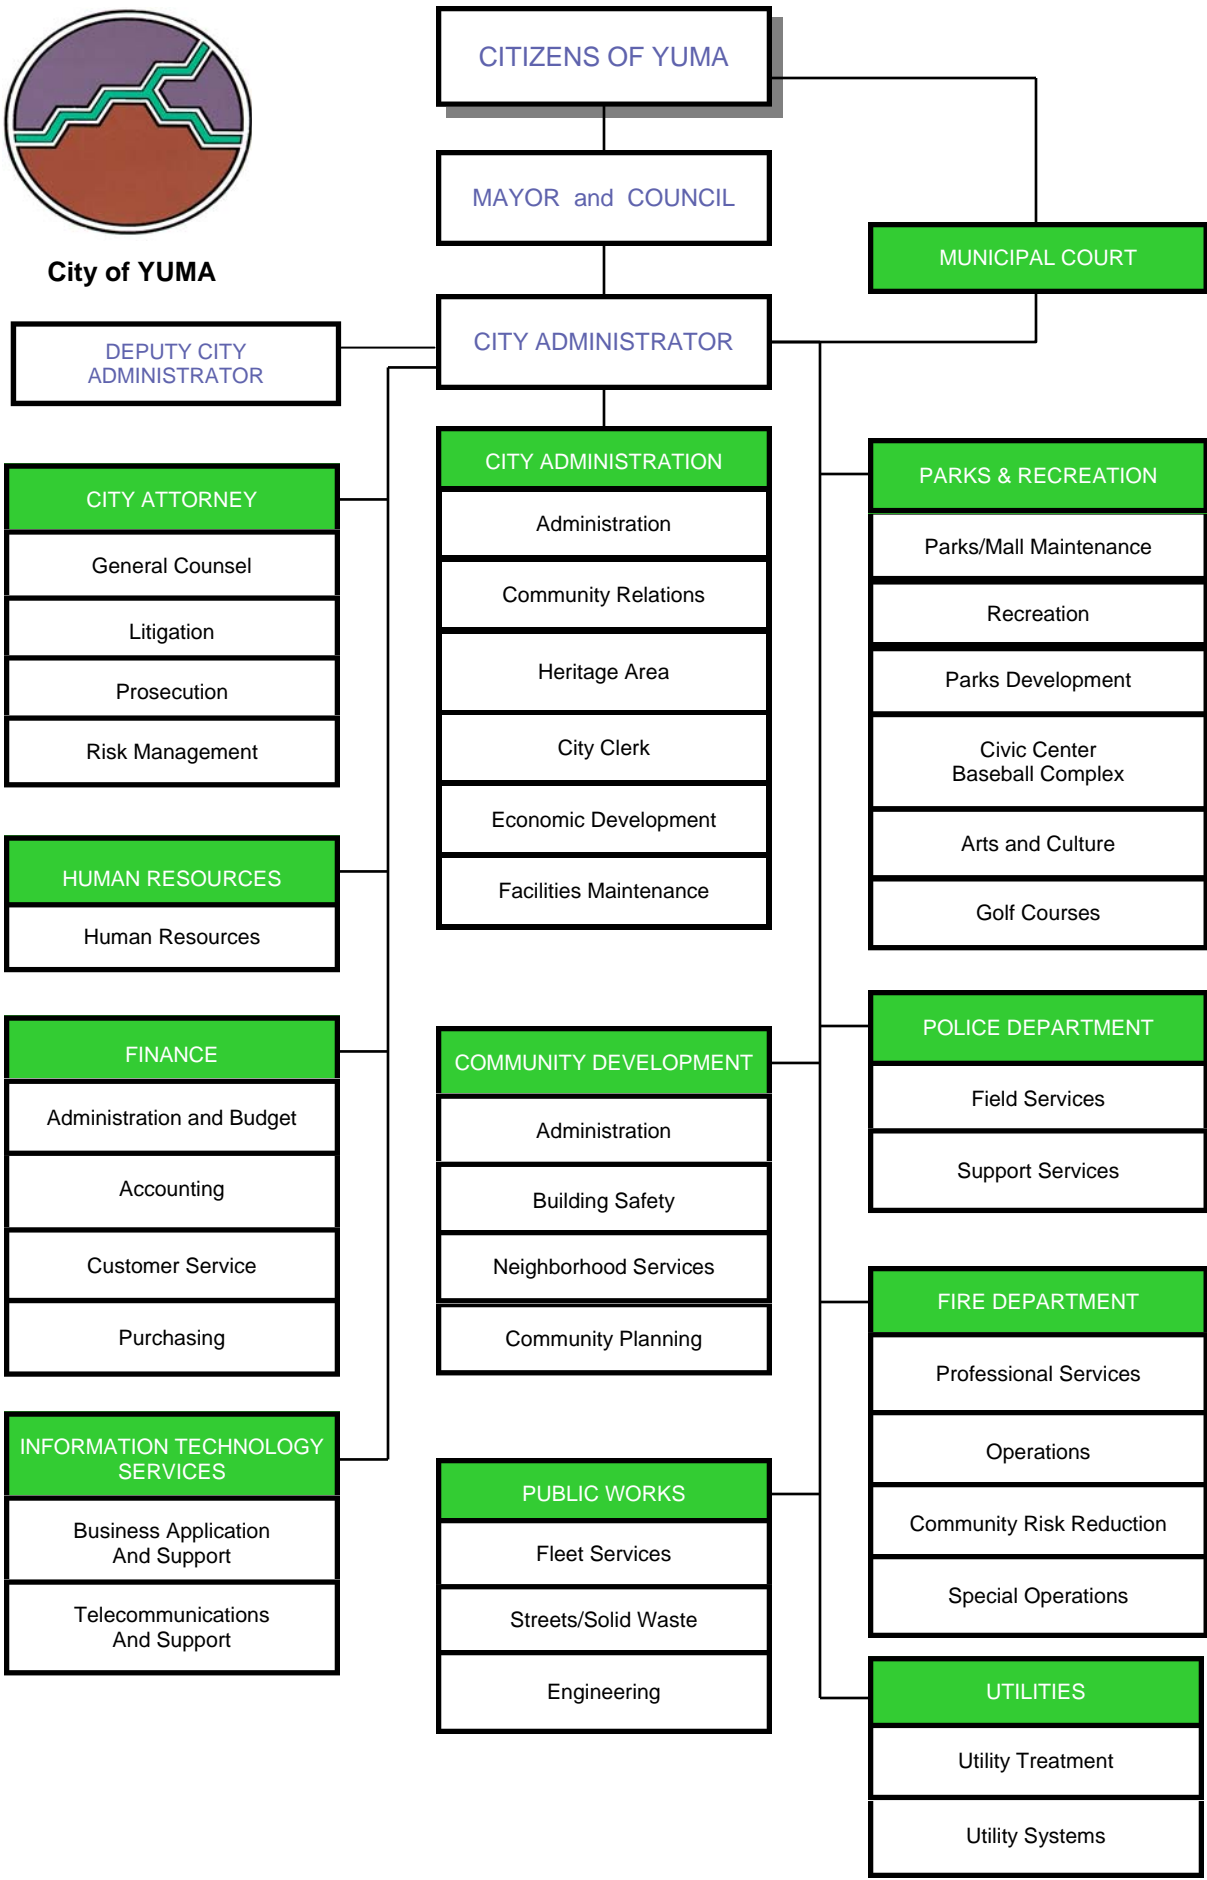 CITIZENS OF YUMA
MAYOR and COUNCIL
MUNICIPAL COURT
City of YUMA
CITY ADMINISTRATOR
DEPUTY CITY
ADMINISTRATOR
CITY ATTORNEY
General Counsel
Litigation
Prosecution
Risk Management
HUMAN RESOURCES
Human Resources
FINANCE
Administration and Budget
Accounting
Customer Service
Purchasing
INFORMATION TECHNOLOGY
SERVICES
Business Application
And Support
Telecommunications
And Support
CITY ADMINISTRATION
Administration
Community Relations
Heritage Area
City Clerk
Economic Development
Facilities Maintenance
COMMUNITY DEVELOPMENT
Administration
Building Safety
Neighborhood Services
Community Planning
PUBLIC WORKS
Fleet Services
Streets/Solid Waste
Engineering
PARKS & RECREATION
Parks/Mall Maintenance
Recreation
Parks Development
Civic Center
Baseball Complex
Arts and Culture
Golf Courses
POLICE DEPARTMENT
Field Services
Support Services
FIRE DEPARTMENT
Professional Services
Operations
Community Risk Reduction
Special Operations
UTILITIES
Utility Treatment
Utility Systems